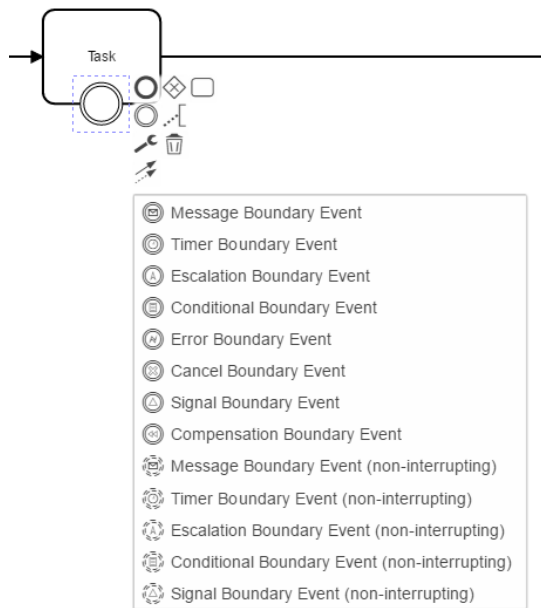 Task
Message Boundary Event
Timer Boundary Event
Escalation Boundary Event
Conditional Boundary Event
Error Boundary Event
Cancel Boundary Event
Signal Boundary Event
Compensation Boundary Event
Message Boundary Event (non-interrupting)
Timer Boundary Event (non-interrupting)
Escalation Boundary Event (non-interrupting)
Conditional Boundary Event (non-interrupting)
Signal Boundary Event (non-interrupting)